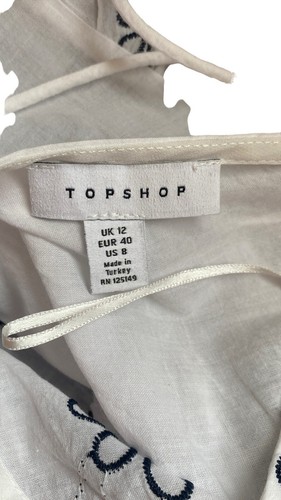 TOPSHOP
UK 12
EUR 40
US 8
Made in
Turkey
RN 125149